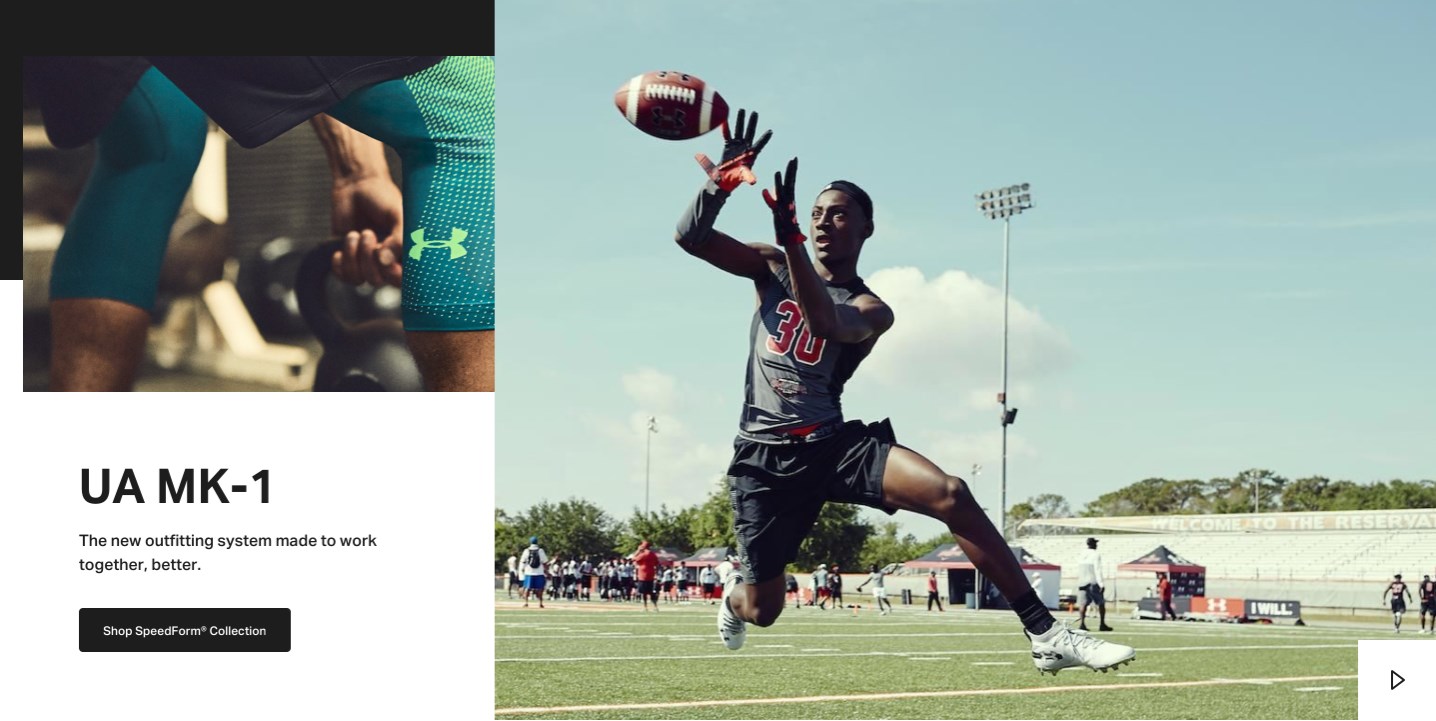 UA MK-1
The new outfitting system made to work
together, better.
Shop SpeedForm® Collection
30
WELCOME TO THE RESERVAT
I WILL.